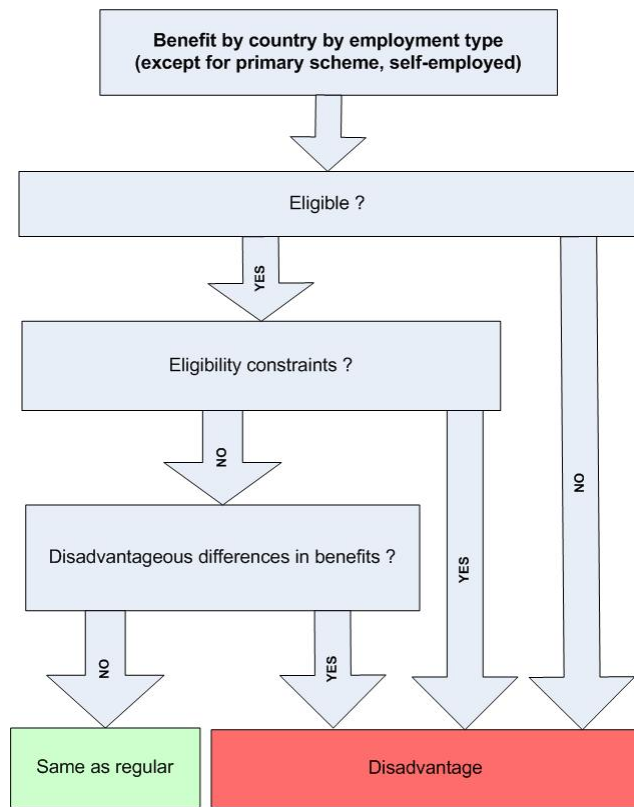 Benefit by country by employment type
(except for primary scheme, self-employed)
Eligible ?
YES
Eligibility constraints ?
NO
NO
Disadvantageous differences in benefits ?
YES
NO
YES
Same as regular
Disadvantage